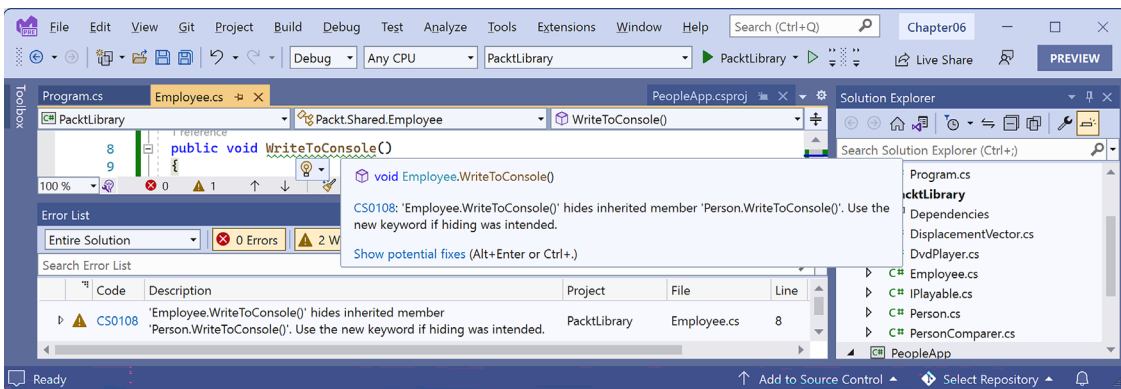 File Edit View Git Project Build Debug Test Analyze Tools Extensions Window Help Search (Ctrl+Q) Chapter06
Debug Any CPU PacktLibrary PacktLibrary Live Share PREVIEW
Toolbox
Program.cs Employee.cs PeopleApp.csproj
C# PacktLibrary Packt.Shared.Employee WriteToConsole()
1 reference
8 public void WriteToConsole()
9 {
100 % 0 1
void Employee.WriteToConsole()
CS0108: 'Employee.WriteToConsole()' hides inherited member 'Person.WriteToConsole()'. Use the
new keyword if hiding was intended.
Show potential fixes (Alt+Enter or Ctrl+.)
Error List
Entire Solution 0 Errors 2 W
Search Error List
Code Description Project File Line
CS0108 'Employee.WriteToConsole()' hides inherited member
'Person.WriteToConsole()'. Use the new keyword if hiding was intended. PacktLibrary Employee.cs 8
Solution Explorer
Search Solution Explorer (Ctrl+;)
Program.cs
cktLibrary
Dependencies
DisplacementVector.cs
DvdPlayer.cs
C# Employee.cs
C# IPlayable.cs
C# Person.cs
C# PersonComparer.cs
C# PeopleApp
Ready Add to Source Control Select Repository